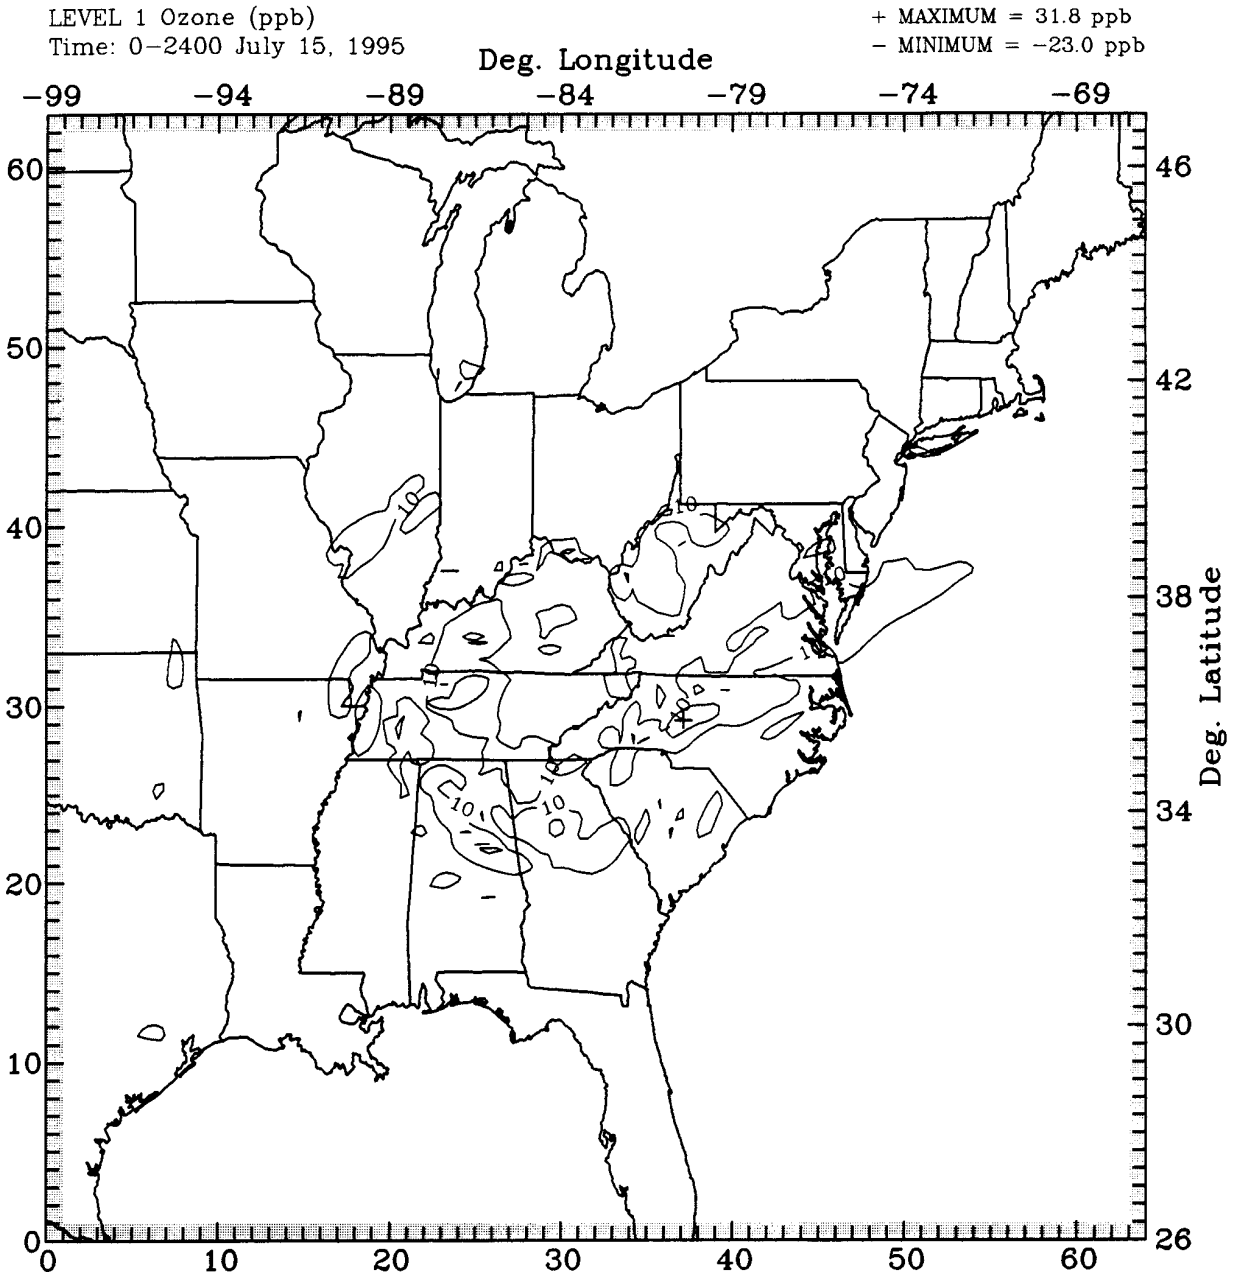 LEVEL 1 Ozone (ppb)
Time: 0−2400 July 15, 1995
+ MAXIMUM = 31.8 ppb
− MINIMUM = −23.0 ppb
Deg. Longitude
−99 −94 −89 −84 −79 −74 −69
60
50
40
30
20
10
0
46
42
38
34
30
26
Deg. Latitude
10
10
10
10
0 10 20 30 40 50 60